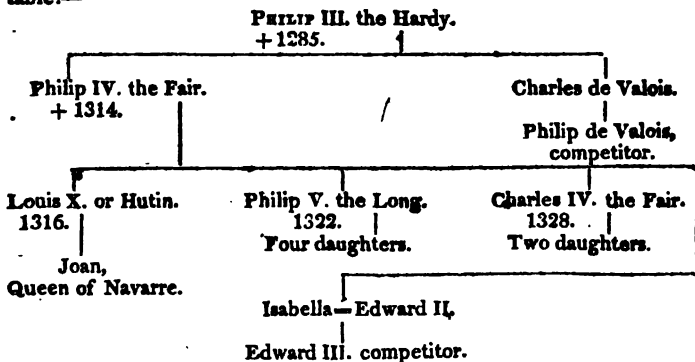 table:—
PHILIP III. the Hardy.
+ 1285.
Philip IV. the Fair. Charles de Valois.
+ 1314.
Philip de Valois,
competitor.
Louis X. or Hutin. Philip V. the Long. Charles IV. the Fair.
1316. 1322. 1328.
Four daughters. Two daughters.
Joan,
Queen of Navarre.
Isabella=Edward II.
Edward III. competitor.